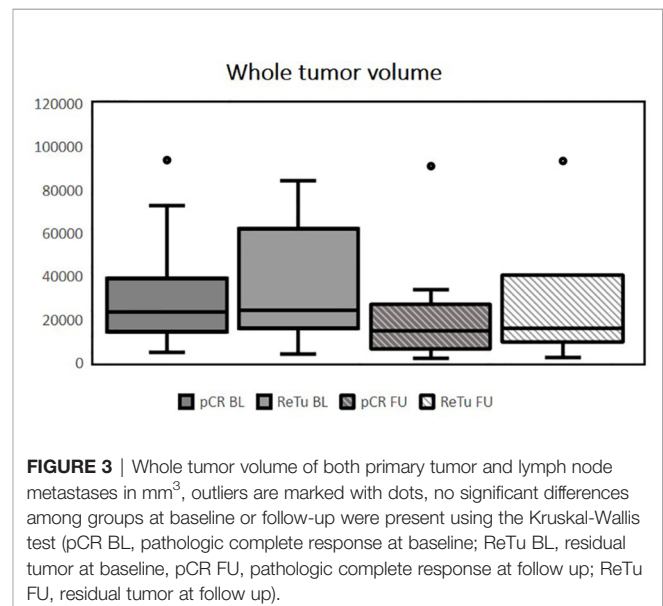 Whole tumor volume
120000
100000
80000
60000
40000
20000
0
pCR BL ReTu BL pCR FU ReTu FU
FIGURE 3 | Whole tumor volume of both primary tumor and lymph node
metastases in mm³, outliers are marked with dots, no significant differences
among groups at baseline or follow-up were present using the Kruskal-Wallis
test (pCR BL, pathologic complete response at baseline; ReTu BL, residual
tumor at baseline, pCR FU, pathologic complete response at follow up; ReTu
FU, residual tumor at follow up).